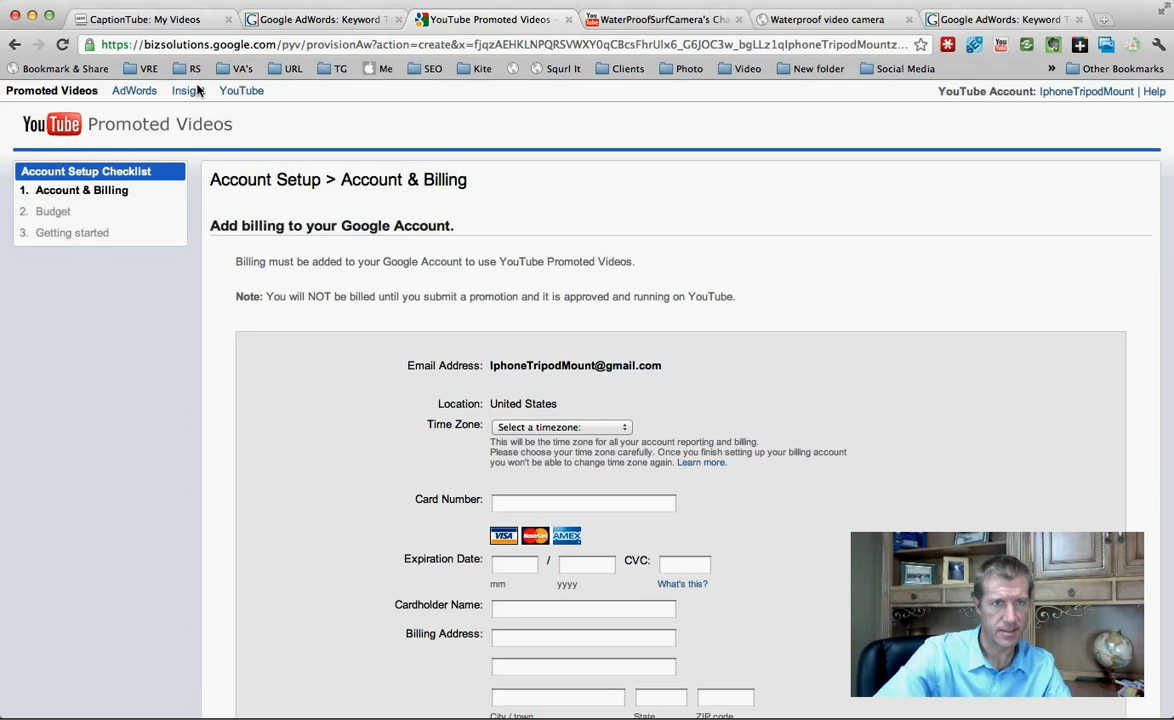 CaptionTube: My Videos
Google AdWords: Keyword T
YouTube Promoted Videos
WaterProofSurfCamera's Cha
Waterproof video camera
Google AdWords: Keyword T
https://bizsolutions.google.com/pyv/provisionAw?action=create&x=
Bookmark & Share VRE RS VA's URL TG Me SEO Kite Squrl It Clients Photo Video New folder Social Media » Other Bookmarks
Promoted Videos AdWords Insight YouTube
YouTube Account: IphoneTripodMount | Help
YouTube Promoted Videos
Account Setup Checklist
1. Account & Billing
2. Budget
3. Getting started
Account Setup > Account & Billing
Add billing to your Google Account.
Billing must be added to your Google Account to use YouTube Promoted Videos.
Note: You will NOT be billed until you submit a promotion and it is approved and running on YouTube.
Email Address: IphoneTripodMount@gmail.com
Location: United States
Time Zone: Select a timezone:
This will be the time zone for all your account reporting and billing.
Please choose your time zone carefully. Once you finish setting up your billing account
you won't be able to change time zone again. Learn more.
Card Number:
VISA MasterCard AMEX
Expiration Date: / CVC:
mm yyyy What's this?
Cardholder Name:
Billing Address:
City / town State ZIP code